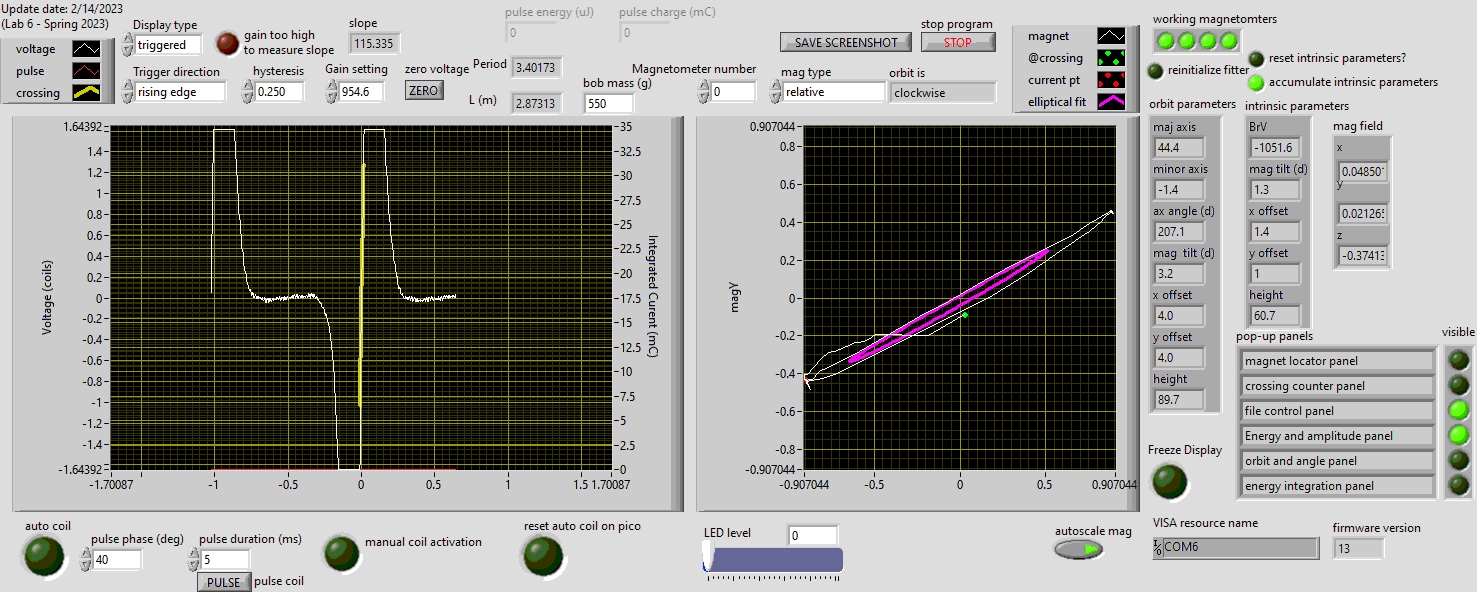 Update date: 2/14/2023
(Lab 6 - Spring 2023)
voltage
pulse
crossing
Display type
triggered
gain too high
to measure slope
slope
115.335
Trigger direction
rising edge
hysteresis
0.250
Gain setting
954.6
zero voltage
ZERO
pulse energy (uJ)
0
pulse charge (mC)
0
Period
3.40173
L (m)
2.87313
bob mass (g)
550
SAVE SCREENSHOT
stop program
STOP
Magnetometer number
0
mag type
relative
orbit is
clockwise
magnet
@crossing
current pt
elliptical fit
working magnetomters
reinitialize fitter
reset intrinsic parameters?
accumulate intrinsic parameters
orbit parameters
maj axis
44.4
minor axis
-1.4
ax angle (d)
207.1
mag tilt (d)
3.2
x offset
4.0
y offset
4.0
height
89.7
intrinsic parameters
BrV
-1051.6
mag tilt (d)
1.3
x offset
1.4
y offset
1
height
60.7
mag field
x
0.04850
y
0.02126
z
-0.3741
Voltage (coils)
1.64392
1.4
1.2
1
0.8
0.6
0.4
0.2
0
-0.2
-0.4
-0.6
-0.8
-1
-1.2
-1.4
-1.64392
-1.70087
-1
-0.5
0
0.5
1
1.5
1.70087
35
32.5
30
27.5
25
22.5
20
17.5
15
12.5
10
7.5
5
2.5
0
Integrated Curent (mC)
magy
0.907044
0.8
0.6
0.4
0.2
0
-0.2
-0.4
-0.6
-0.8
-0.907044
-0.907044
-0.5
0
0.5
0.907044
pop-up panels
visible
magnet locator panel
crossing counter panel
file control panel
Energy and amplitude panel
orbit and angle panel
energy integration panel
Freeze Display
auto coil
pulse phase (deg)
40
pulse duration (ms)
5
PULSE
pulse coil
manual coil activation
reset auto coil on pico
LED level
0
autoscale mag
VISA resource name
COM6
firmware version
13